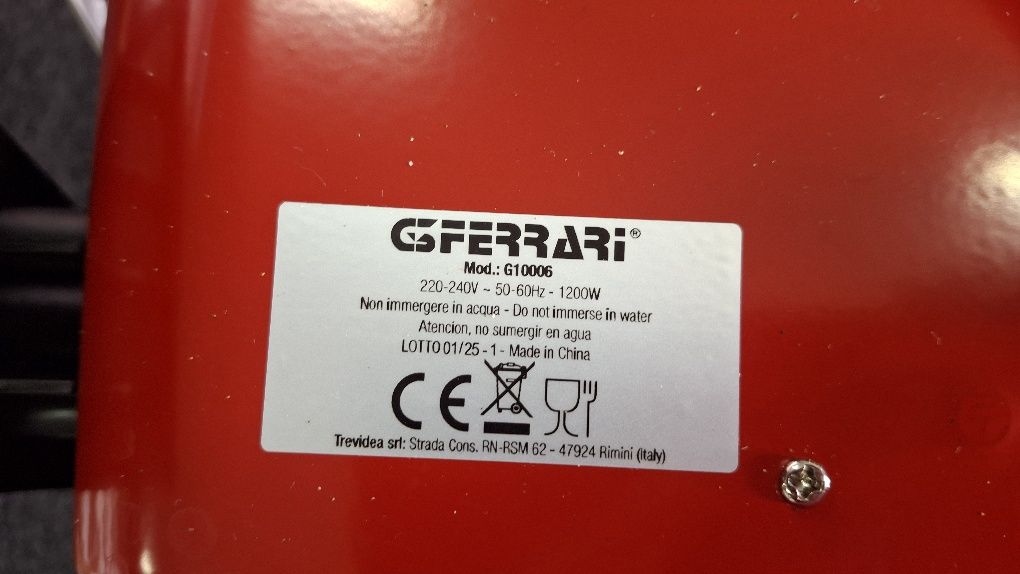 G3FERRARI®
Mod.: G10006
220-240V ~ 50-60Hz - 1200W
Non immergere in acqua - Do not immerse in water
Atencion, no sumergir en agua
LOTTO 01/25 - 1 - Made in China
CE
Trevidea srl: Strada Cons. RN-RSM 62 - 47924 Rimini (Italy)